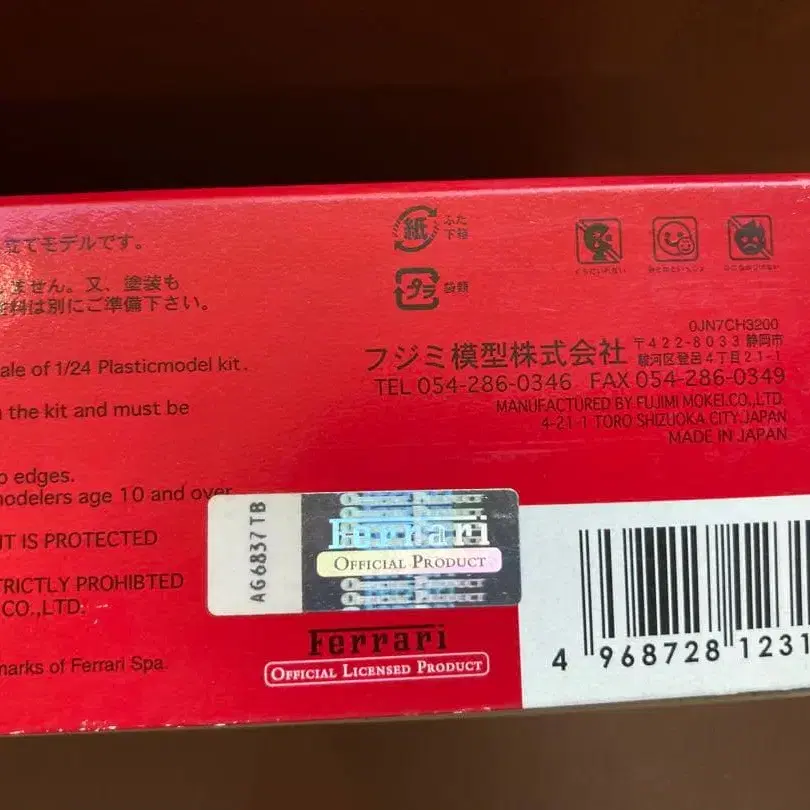 立てモデルです。
ません。又、塗装も
料は別にご準備下さい。
ale of 1/24 Plasticmodel kit.
n the kit and must be
o edges.
modelers age 10 and over
IT IS PROTECTED
TRICTLY PROHIBTED
CO.,LTD.
marks of Ferrari Spa.
紙 ふた
下箱
プラ 袋類
0JN7CH3200
フジミ模型株式会社
〒422-8033 静岡市
駿河区登呂4丁目21-1
TEL 054-286-0346 FAX 054-286-0349
MANUFACTURED BY FUJIMI MOKEI.CO.,LTD.
4-21-1 TORO SHIZUOKA CITY,JAPAN
MADE IN JAPAN
AG6837TB
Ferrari
OFFICIAL PRODUCT
Ferrari
OFFICIAL LICENSED PRODUCT
4 968728 1231